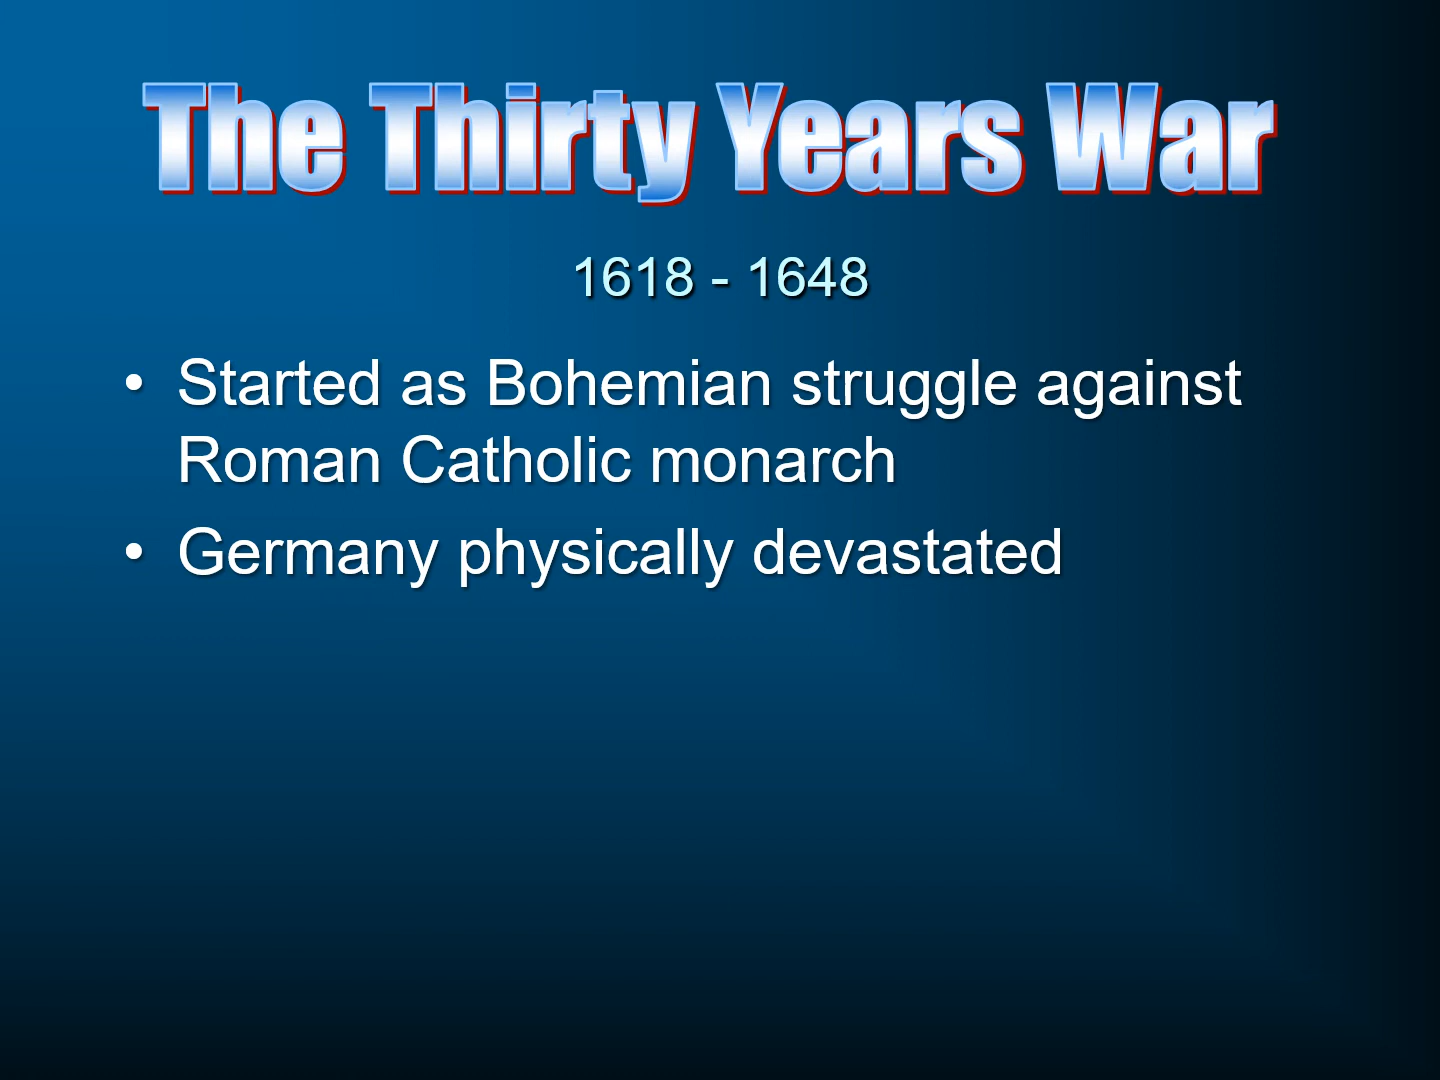 The Thirty Years War
1618 - 1648
• Started as Bohemian struggle against
Roman Catholic monarch
• Germany physically devastated